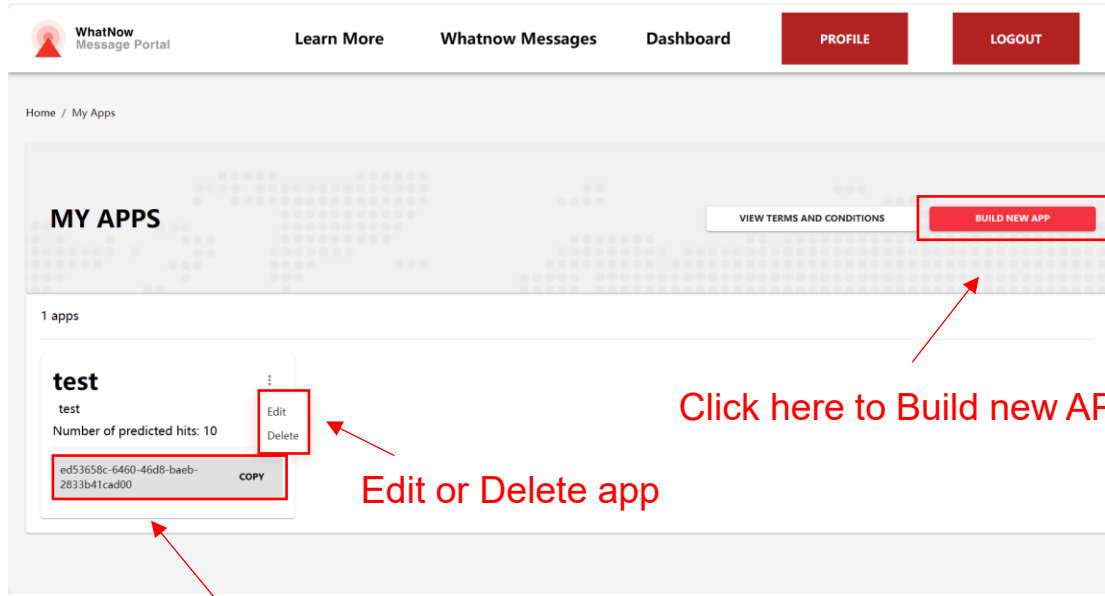 WhatNow
Message Portal
Learn More
Whatnow Messages
Dashboard
PROFILE
LOGOUT
Home / My Apps
MY APPS
VIEW TERMS AND CONDITIONS
BUILD NEW APP
1 apps
test
test
Number of predicted hits: 10
Edit
Delete
ed53658c-6460-46d8-baeb-
2833b41cad00
COPY
Click here to Build new
Edit or Delete app